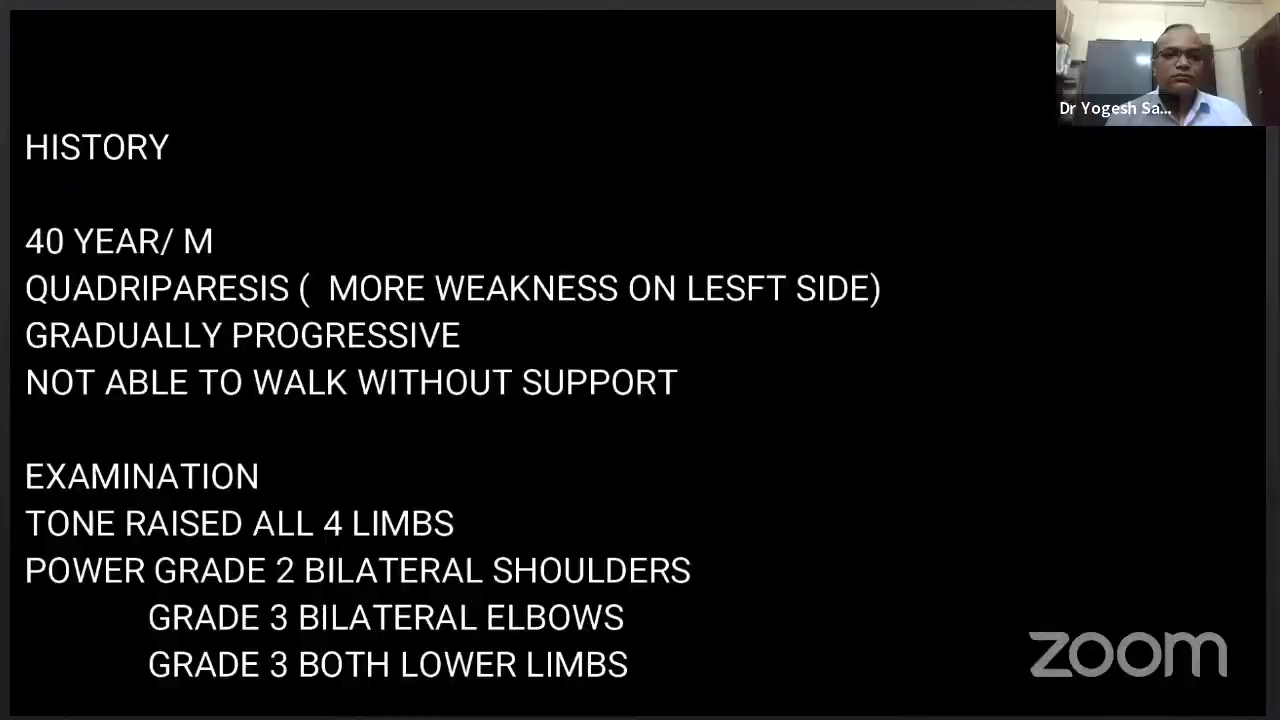 Dr Yogesh Sa...
HISTORY
40 YEAR/ M
QUADRIPARESIS (  MORE WEAKNESS ON LESFT SIDE)
GRADUALLY PROGRESSIVE
NOT ABLE TO WALK WITHOUT SUPPORT
EXAMINATION
TONE RAISED ALL 4 LIMBS
POWER GRADE 2 BILATERAL SHOULDERS
GRADE 3 BILATERAL ELBOWS
GRADE 3 BOTH LOWER LIMBS
zoom